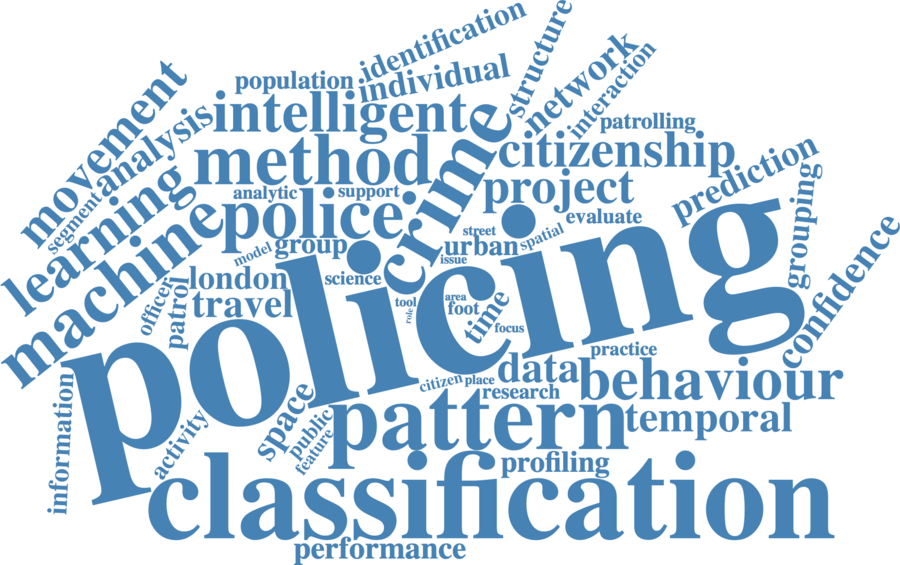 identification
structure
individual
population
network
interaction
movement
analysis
intelligent
crime
patrolling
citizenship
method
prediction
segment
learning
analytic
support
project
machine
police
evaluate
grouping
street
spatial
model
group
urban
issue
confidence
policing
london
science
officer
patrol
travel
tool
role
area
foot
time
focus
practice
data
behaviour
citizen
place
research
information
space
public
feature
activity
pattern
temporal
profiling
classification
performance